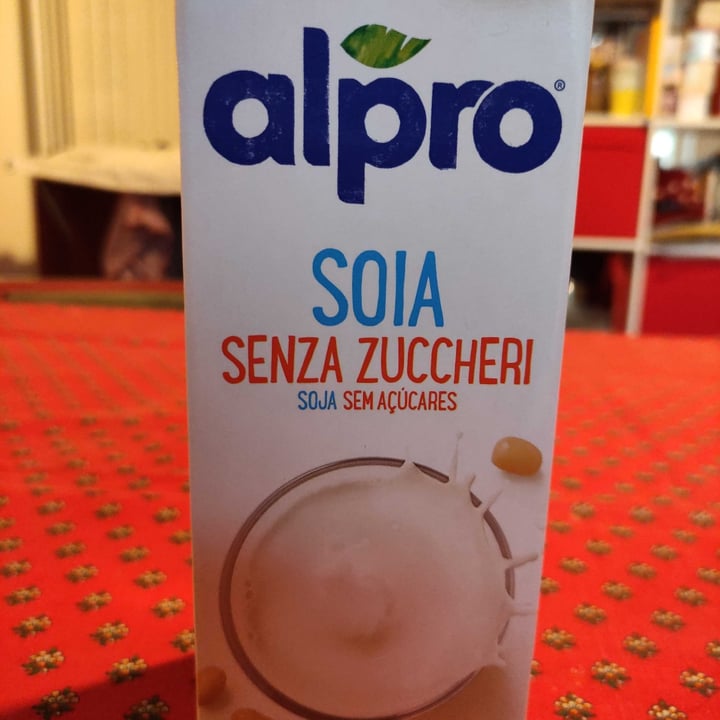 alpro®
SOIA
SENZA ZUCCHERI
SOJA SEM AÇÚCARES